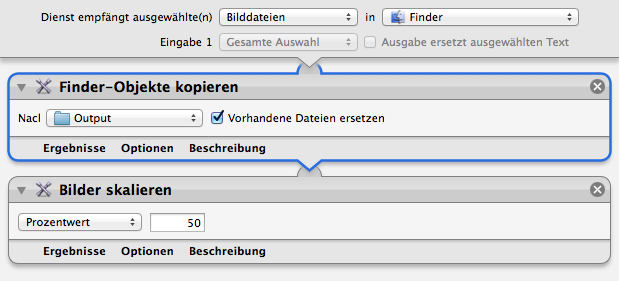 Dienst empfängt ausgewählte(n) Bilddateien in Finder
Eingabe 1 Gesamte Auswahl Ausgabe ersetzt ausgewählten Text
Finder-Objekte kopieren
Nacl Output Vorhandene Dateien ersetzen
Ergebnisse Optionen Beschreibung
Bilder skalieren
Prozentwert 50
Ergebnisse Optionen Beschreibung